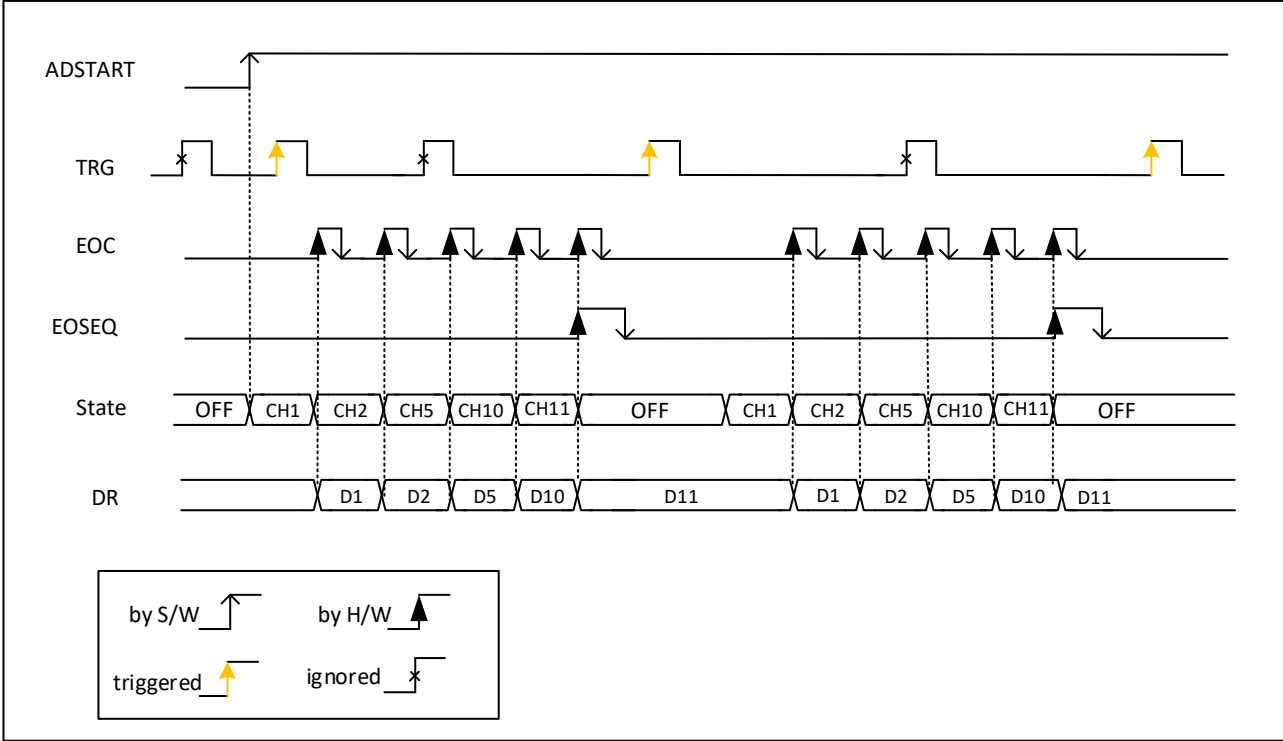 ADSTART
TRG
EOC
EOSEQ
State OFF CH1 CH2 CH5 CH10 CH11 OFF CH1 CH2 CH5 CH10 CH11 OFF
DR D1 D2 D5 D10 D11 D1 D2 D5 D10 D11
by S/W by H/W
triggered ignored